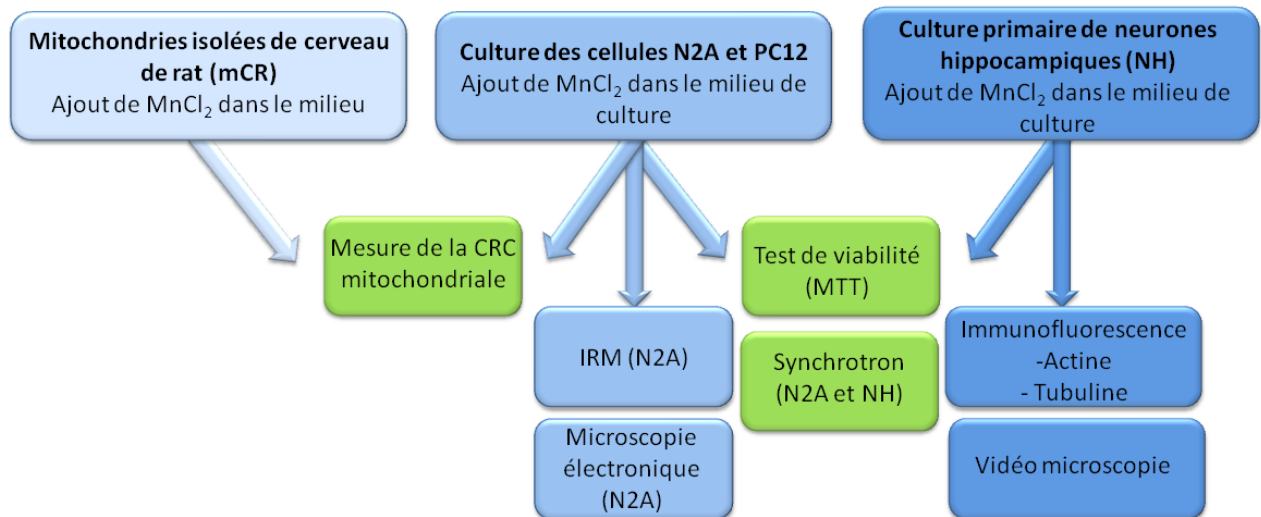 Mitochondries isolées de cerveau
de rat (mCR)
Ajout de MnCl₂ dans le milieu
Culture des cellules N2A et PC12
Ajout de MnCl₂ dans le milieu de
culture
Culture primaire de neurones
hippocampiques (NH)
Ajout de MnCl₂ dans le milieu de
culture
Mesure de la CRC
mitochondriale
Test de viabilité
(MTT)
IRM (N2A)
Synchrotron
(N2A et NH)
Immunofluorescence
-Actine
- Tubuline
Microscopie
électronique
(N2A)
Vidéo microscopie